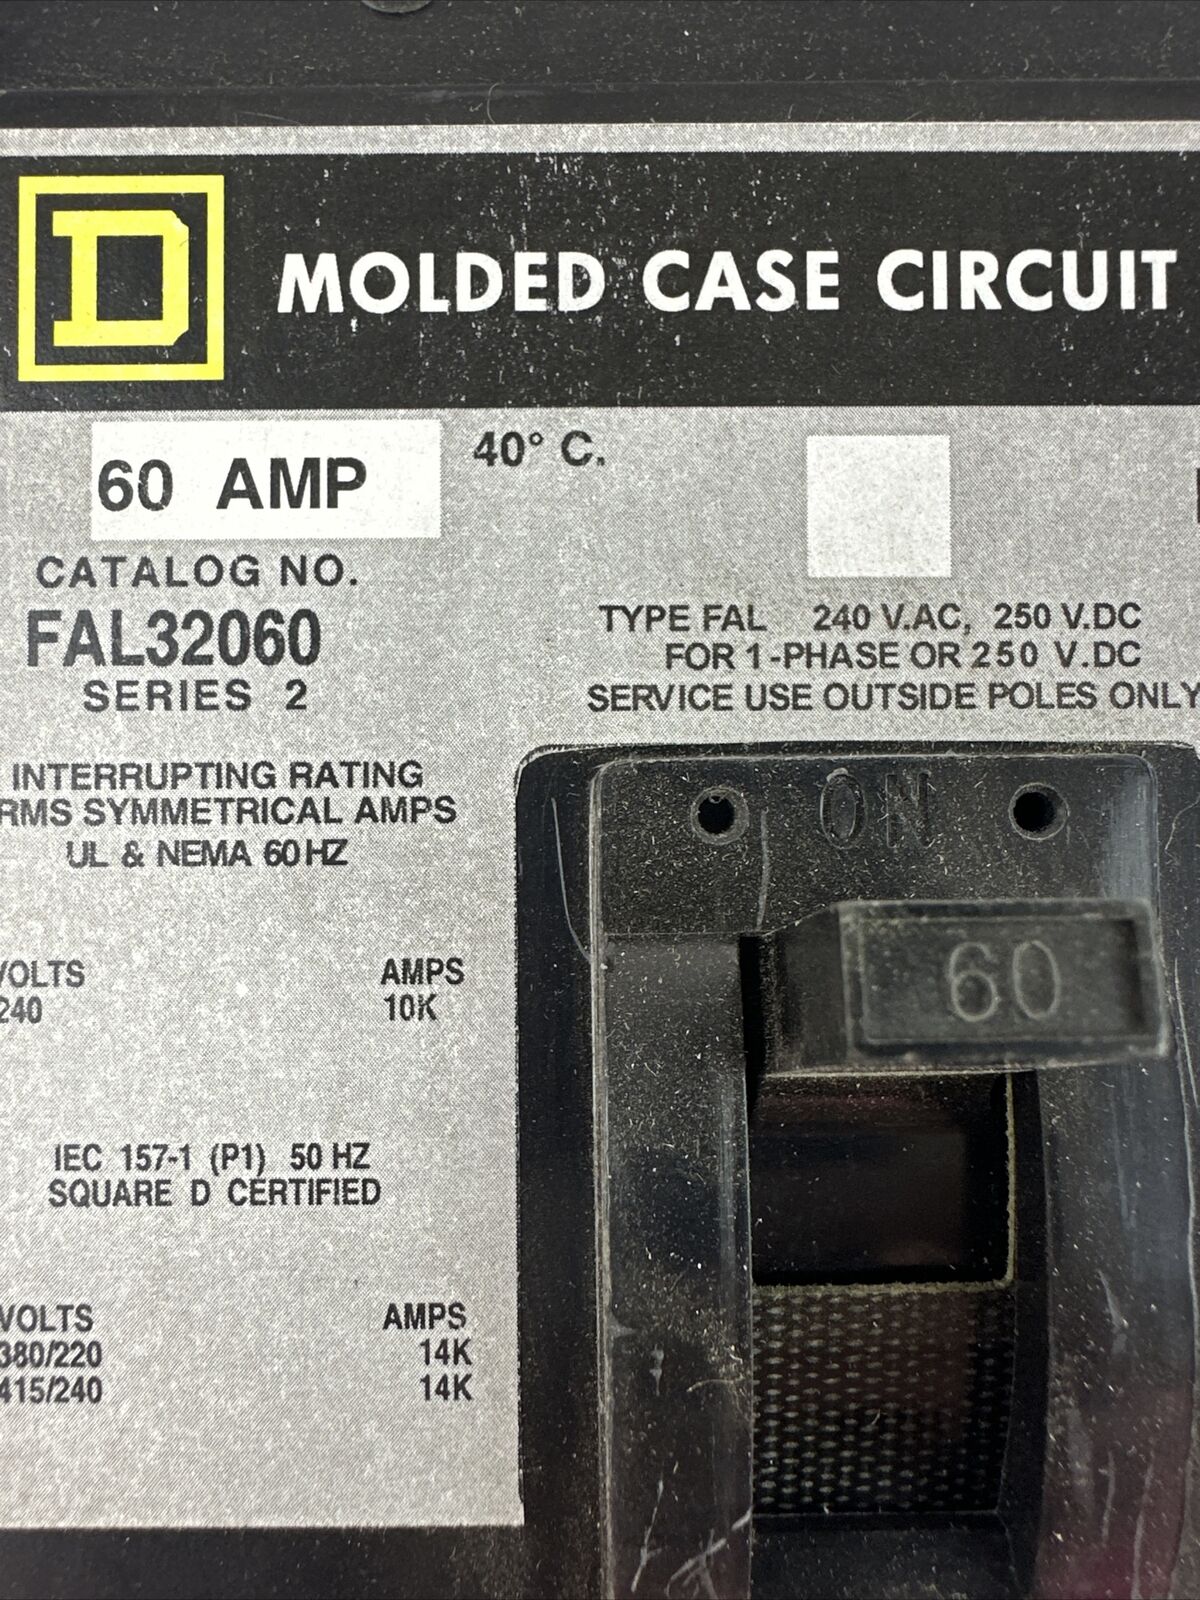 D MOLDED CASE CIRCUIT
60 AMP
40° C.
CATALOG NO.
FAL32060
SERIES 2
TYPE FAL 240 V.AC, 250 V.DC
FOR 1-PHASE OR 250 V.DC
SERVICE USE OUTSIDE POLES ONLY
INTERRUPTING RATING
RMS SYMMETRICAL AMPS
UL & NEMA 60 HZ
VOLTS AMPS
240 10K
IEC 157-1 (P1) 50 HZ
SQUARE D CERTIFIED
VOLTS AMPS
380/220 14K
415/240 14K
ON
60